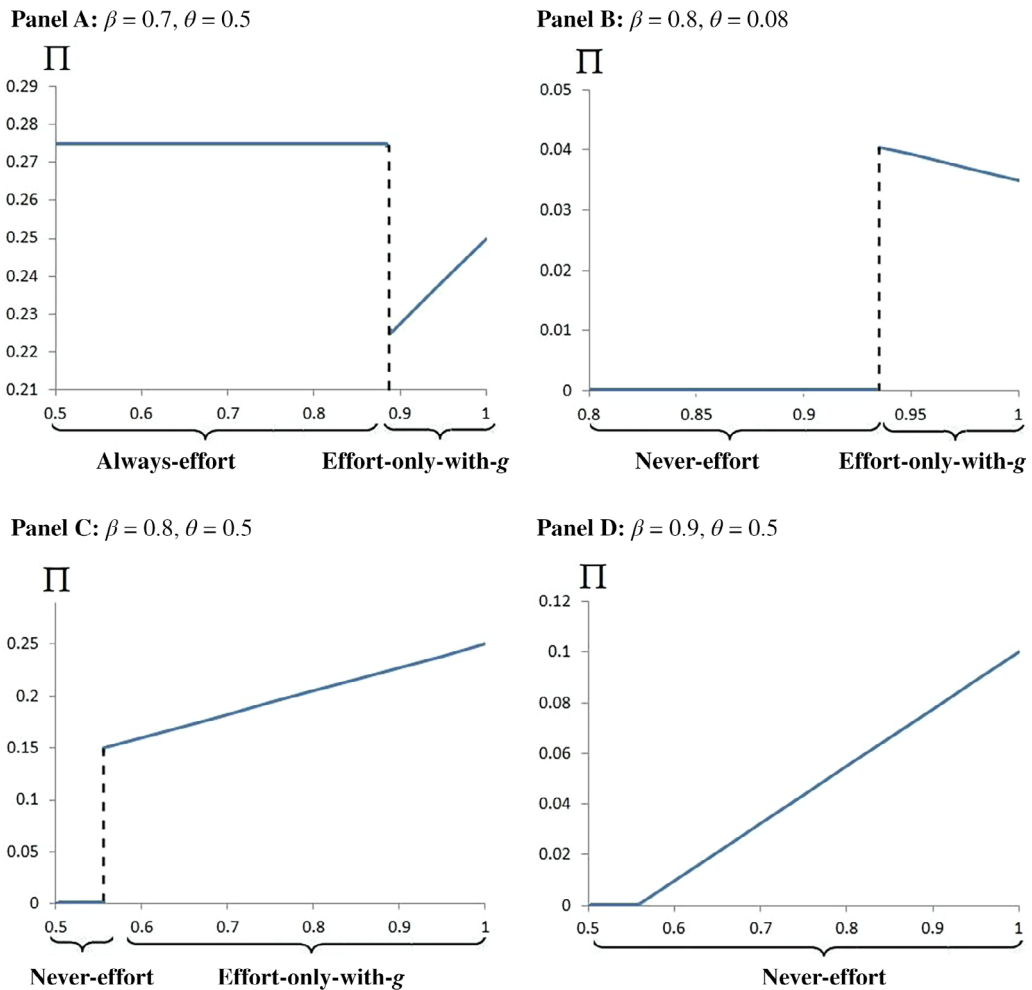 Panel A: β = 0.7, θ = 0.5
Π
0.29
0.28
0.27
0.26
0.25
0.24
0.23
0.22
0.21
0.5 0.6 0.7 0.8 0.9 1
Always-effort Effort-only-with-g
Panel B: β = 0.8, θ = 0.08
Π
0.05
0.04
0.03
0.02
0.01
0
0.8 0.85 0.9 0.95 1
Never-effort Effort-only-with-g
Panel C: β = 0.8, θ = 0.5
Π
0.25
0.2
0.15
0.1
0.05
0
0.5 0.6 0.7 0.8 0.9 1
Never-effort Effort-only-with-g
Panel D: β = 0.9, θ = 0.5
Π
0.12
0.1
0.08
0.06
0.04
0.02
0
0.5 0.6 0.7 0.8 0.9 1
Never-effort